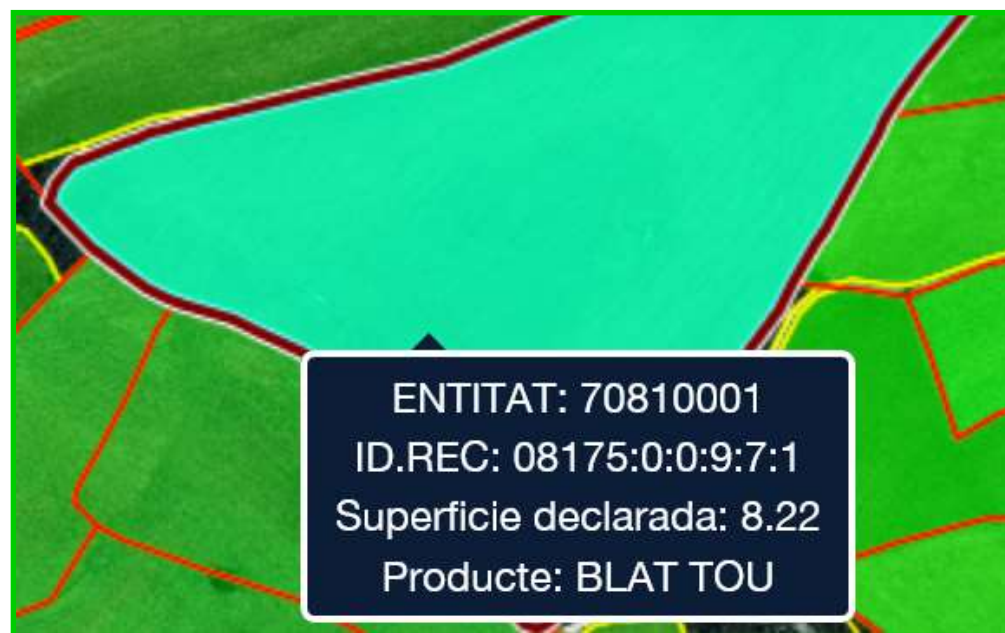 ENTITAT: 70810001
ID.REC: 08175:0:0:9:7:1
Superficie declarada: 8.22
Producte: BLAT TOU